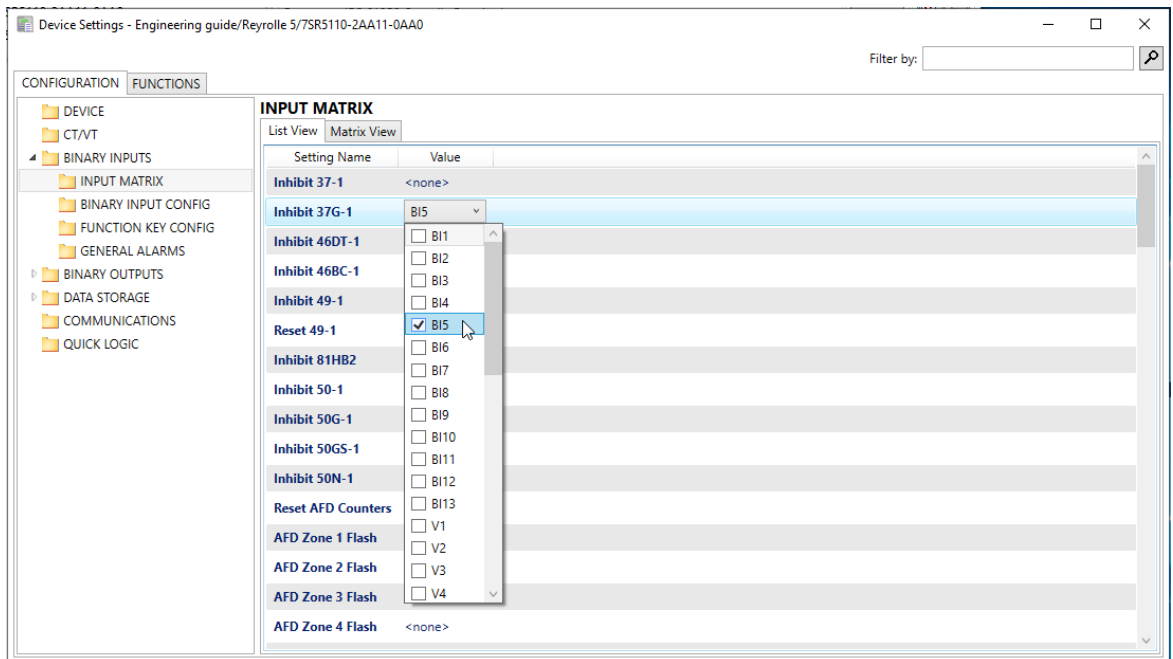 Device Settings - Engineering guide/Reyrolle 5/7SR5110-2AA11-0AA0
Filter by:
CONFIGURATION FUNCTIONS
DEVICE
CT/VT
BINARY INPUTS
INPUT MATRIX
BINARY INPUT CONFIG
FUNCTION KEY CONFIG
GENERAL ALARMS
BINARY OUTPUTS
DATA STORAGE
COMMUNICATIONS
QUICK LOGIC
INPUT MATRIX
List View Matrix View
Setting Name Value
Inhibit 37-1 <none>
Inhibit 37G-1 BI5
Inhibit 46DT-1
Inhibit 46BC-1
Inhibit 49-1
Reset 49-1
Inhibit 81HB2
Inhibit 50-1
Inhibit 50G-1
Inhibit 50GS-1
Inhibit 50N-1
Reset AFD Counters
AFD Zone 1 Flash
AFD Zone 2 Flash
AFD Zone 3 Flash
AFD Zone 4 Flash <none>
BI1
BI2
BI3
BI4
BI5
BI6
BI7
BI8
BI9
BI10
BI11
BI12
BI13
V1
V2
V3
V4